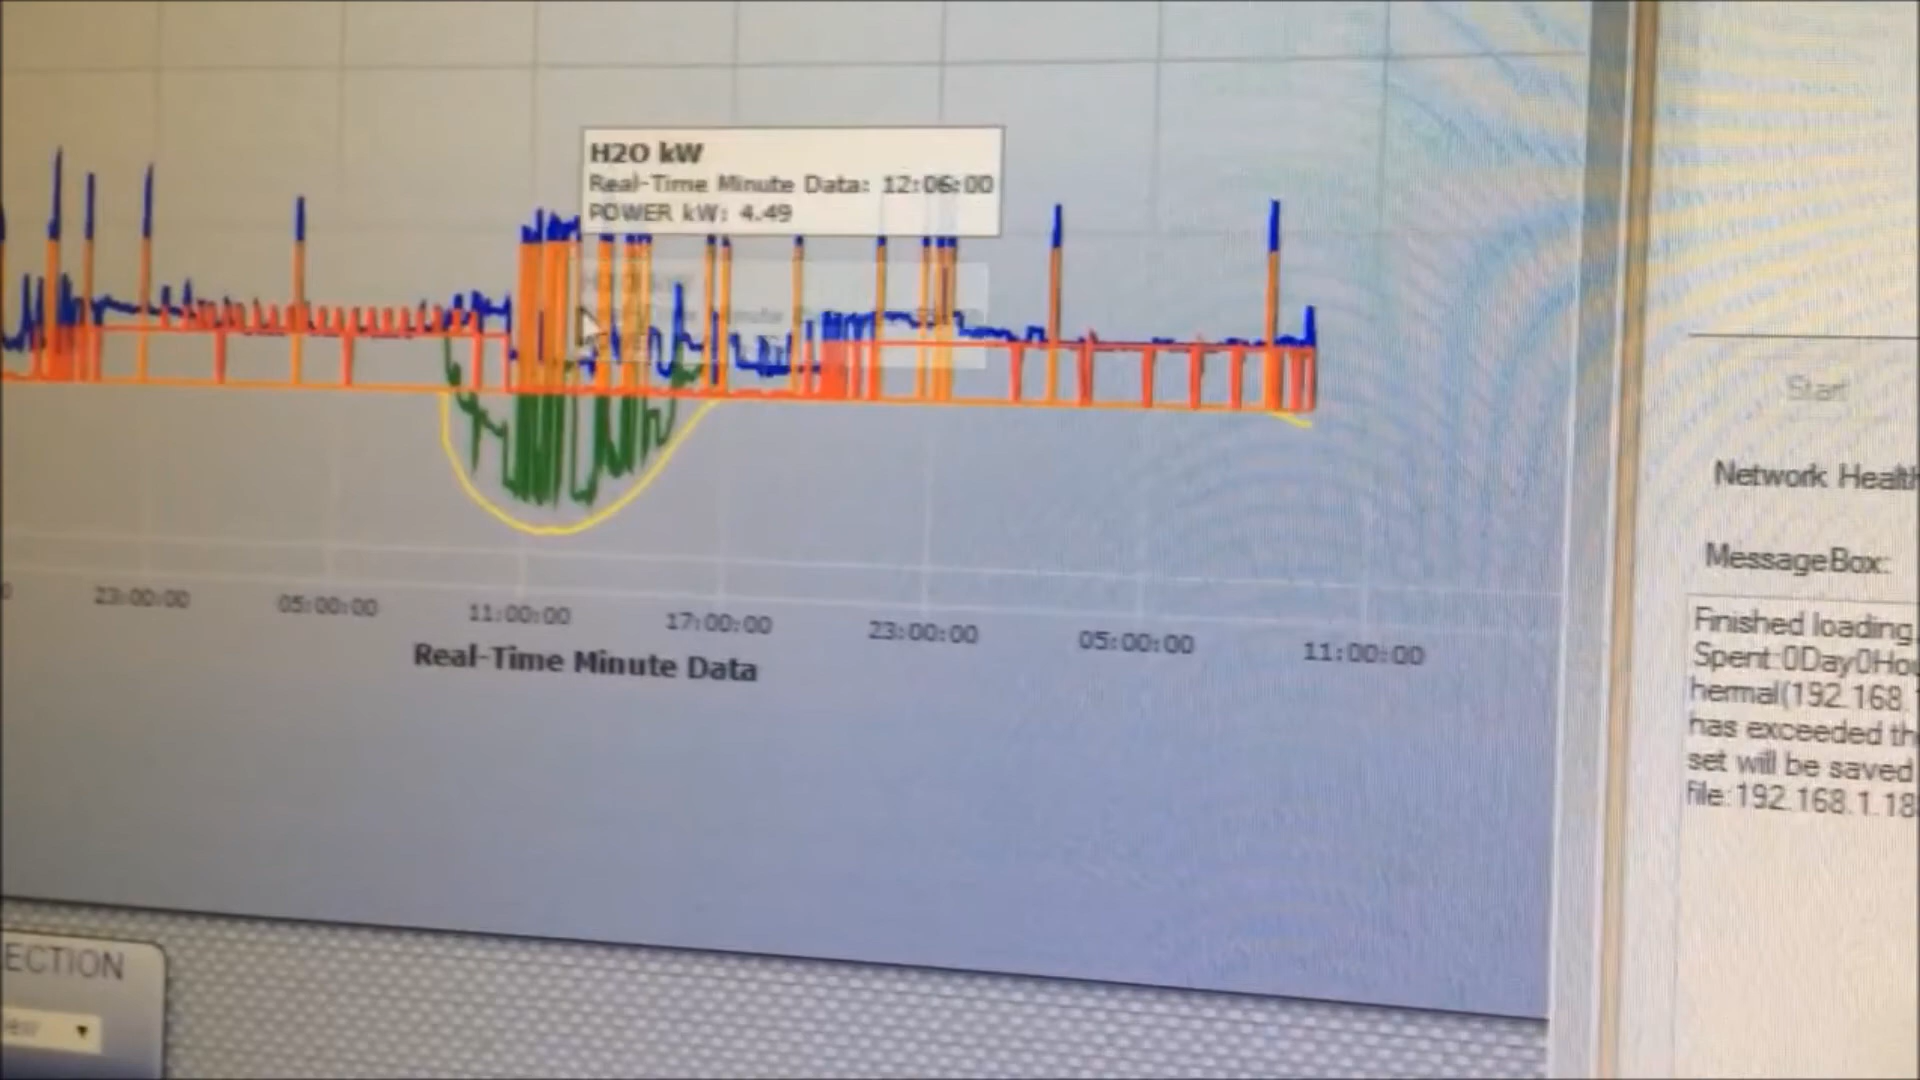 H2O kW
Real-Time Minute Data: 12:06:00
POWER kW: 4.49
23:00:00 05:00:00 11:00:00 17:00:00 23:00:00 05:00:00 11:00:00
Real-Time Minute Data
Start
Network Health
MessageBox:
Finished loading
Spent:0Day0Hou
hermal(192.168.
has exceeded the
set will be saved
file:192.168.1.18
ECTION